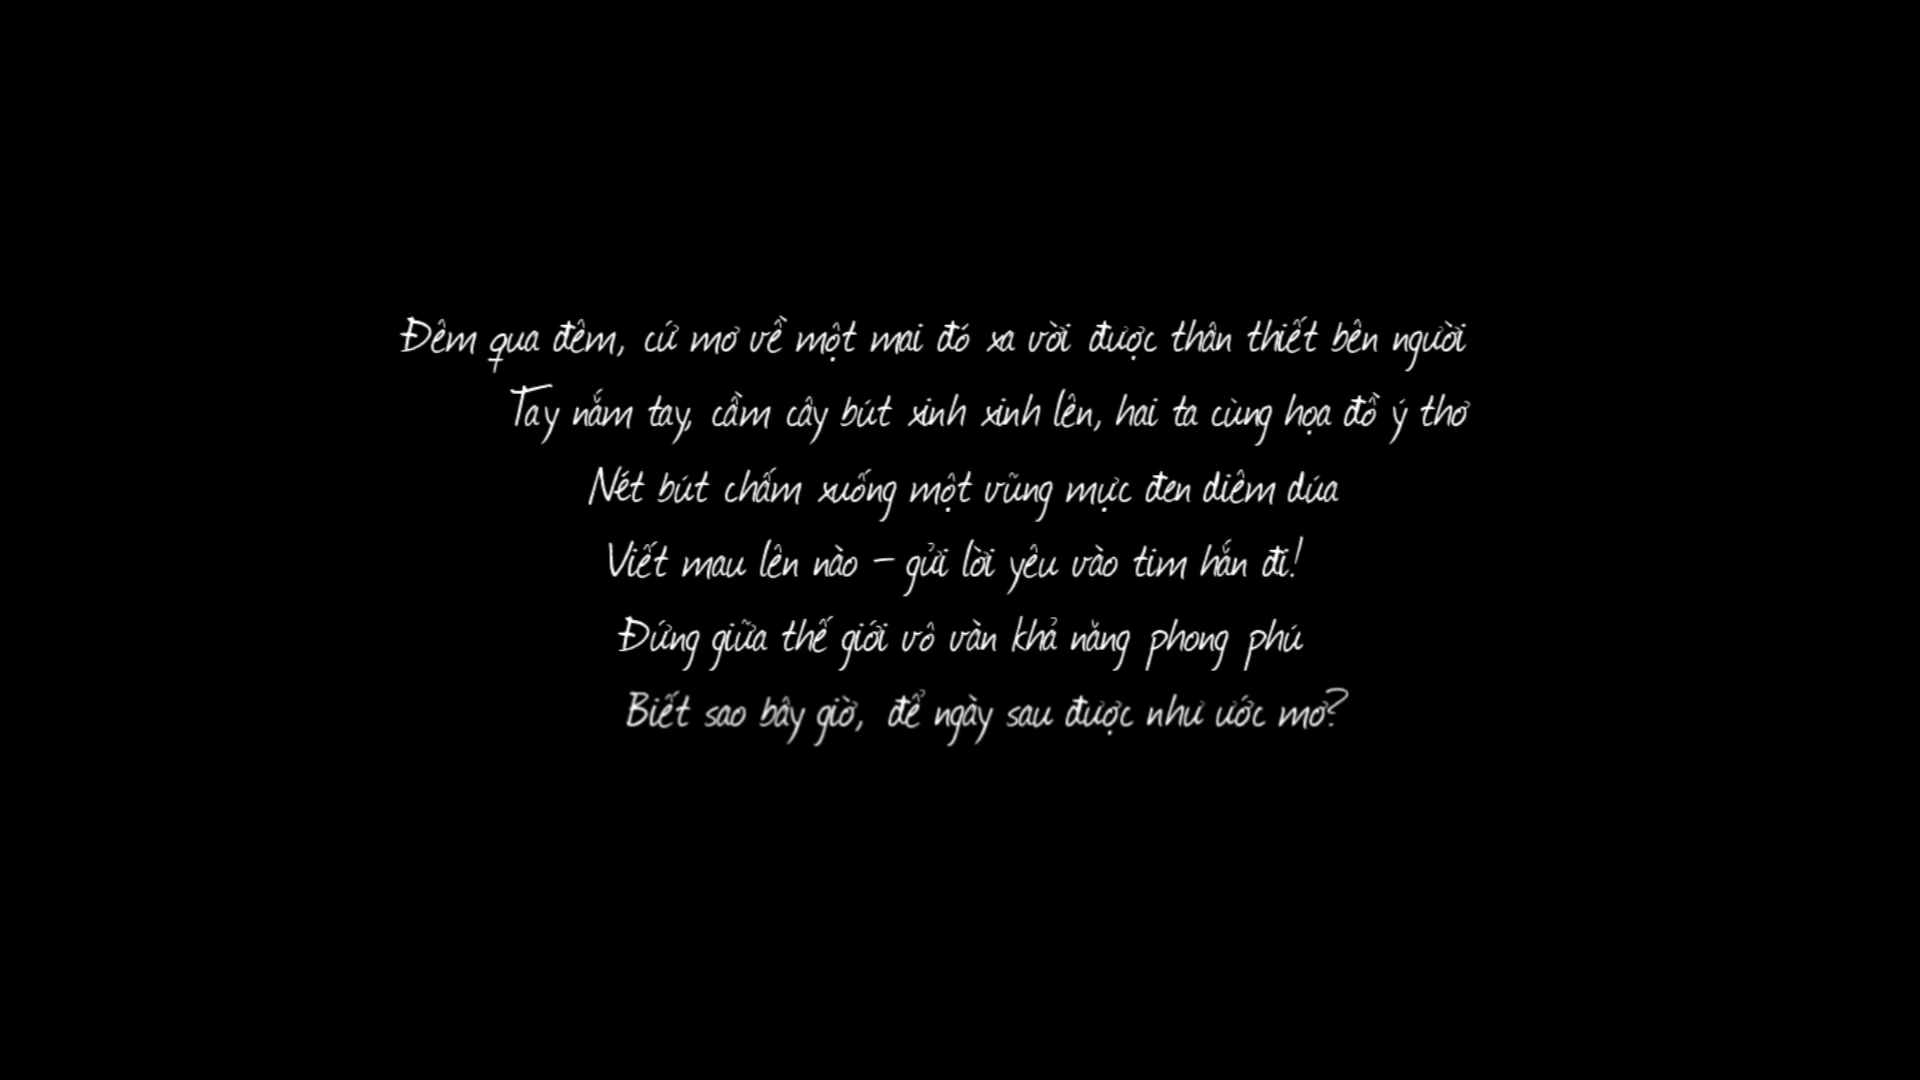 Đêm qua đêm, cứ mơ về một mai đó xa vời được thân thiết bên người
Tay nắm tay, cầm cây bút xinh xinh lên, hai ta cùng họa đồ ý thơ
Nét bút chấm xuống một vũng mực đen diêm dúa
Viết mau lên nào – gửi lời yêu vào tim hắn đi!
Đứng giữa thế giới vô vàn khả năng phong phú
Biết sao bây giờ, để ngày sau được như ước mơ?